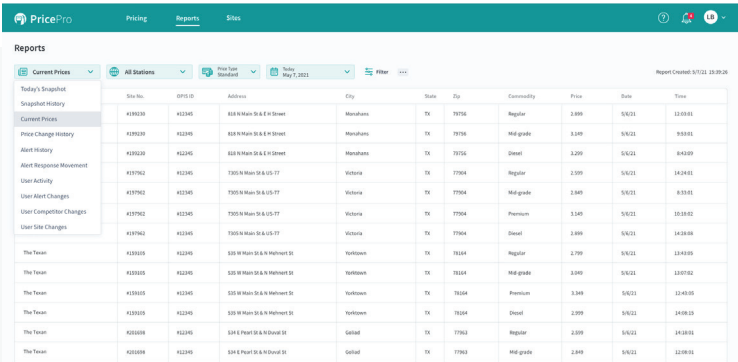 PricePro Pricing Reports Sites ? LB
Reports
Current Prices All Stations Price Type Standard Today May 7, 2021 Filter ... Report Created: 5/7/21 15:39:26
Today's Snapshot
Snapshot History
Current Prices
Price Change History
Alert History
Alert Response Movement
User Activity
User Alert Changes
User Competitor Changes
User Site Changes
Site No. OPIS ID Address City State Zip Commodity Price Date Time
#199230 #12345 818 N Main St & E H Street Monahans TX 79756 Regular 2.699 5/6/21 12:03:01
#199230 #12345 818 N Main St & E H Street Monahans TX 79756 Mid-grade 3.149 5/6/21 9:53:01
#199230 #12345 818 N Main St & E H Street Monahans TX 79756 Diesel 3.299 5/6/21 8:43:09
#197962 #12345 7305 N Main St & US-77 Victoria TX 77904 Regular 2.599 5/6/21 14:24:01
#197962 #12345 7305 N Main St & US-77 Victoria TX 77904 Mid-grade 2.849 5/6/21 8:33:01
#197962 #12345 7305 N Main St & US-77 Victoria TX 77904 Premium 3.149 5/6/21 10:10:02
#197962 #12345 7305 N Main St & US-77 Victoria TX 77904 Diesel 2.899 5/6/21 14:28:08
The Texan #159105 #12345 535 W Main St & N Mehnert St Yorktown TX 78164 Regular 2.799 5/6/21 13:43:05
The Texan #159105 #12345 535 W Main St & N Mehnert St Yorktown TX 78164 Mid-grade 3.049 5/6/21 13:07:02
The Texan #159105 #12345 535 W Main St & N Mehnert St Yorktown TX 78164 Premium 3.349 5/6/21 13:43:05
The Texan #159105 #12345 535 W Main St & N Mehnert St Yorktown TX 78164 Diesel 2.999 5/6/21 14:08:15
The Texan #201698 #12345 534 E Pearl St & N Duval St Goliad TX 77963 Regular 2.599 5/6/21 14:18:01
The Texan #201698 #12345 534 E Pearl St & N Duval St Goliad TX 77963 Mid-grade 2.849 5/6/21 12:08:01